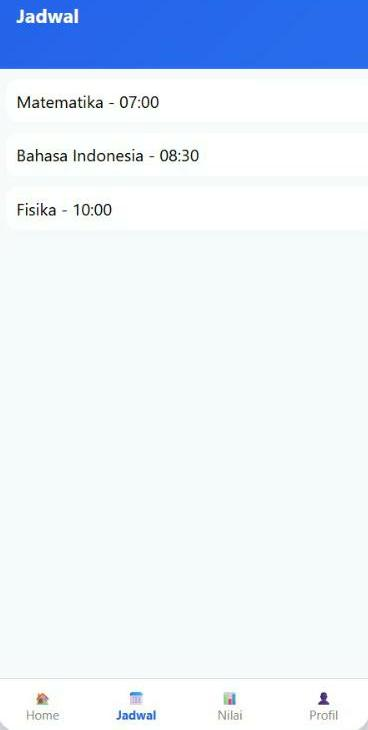 Jadwal
Matematika - 07:00
Bahasa Indonesia - 08:30
Fisika - 10:00
Home
Jadwal
Nilai
Profil